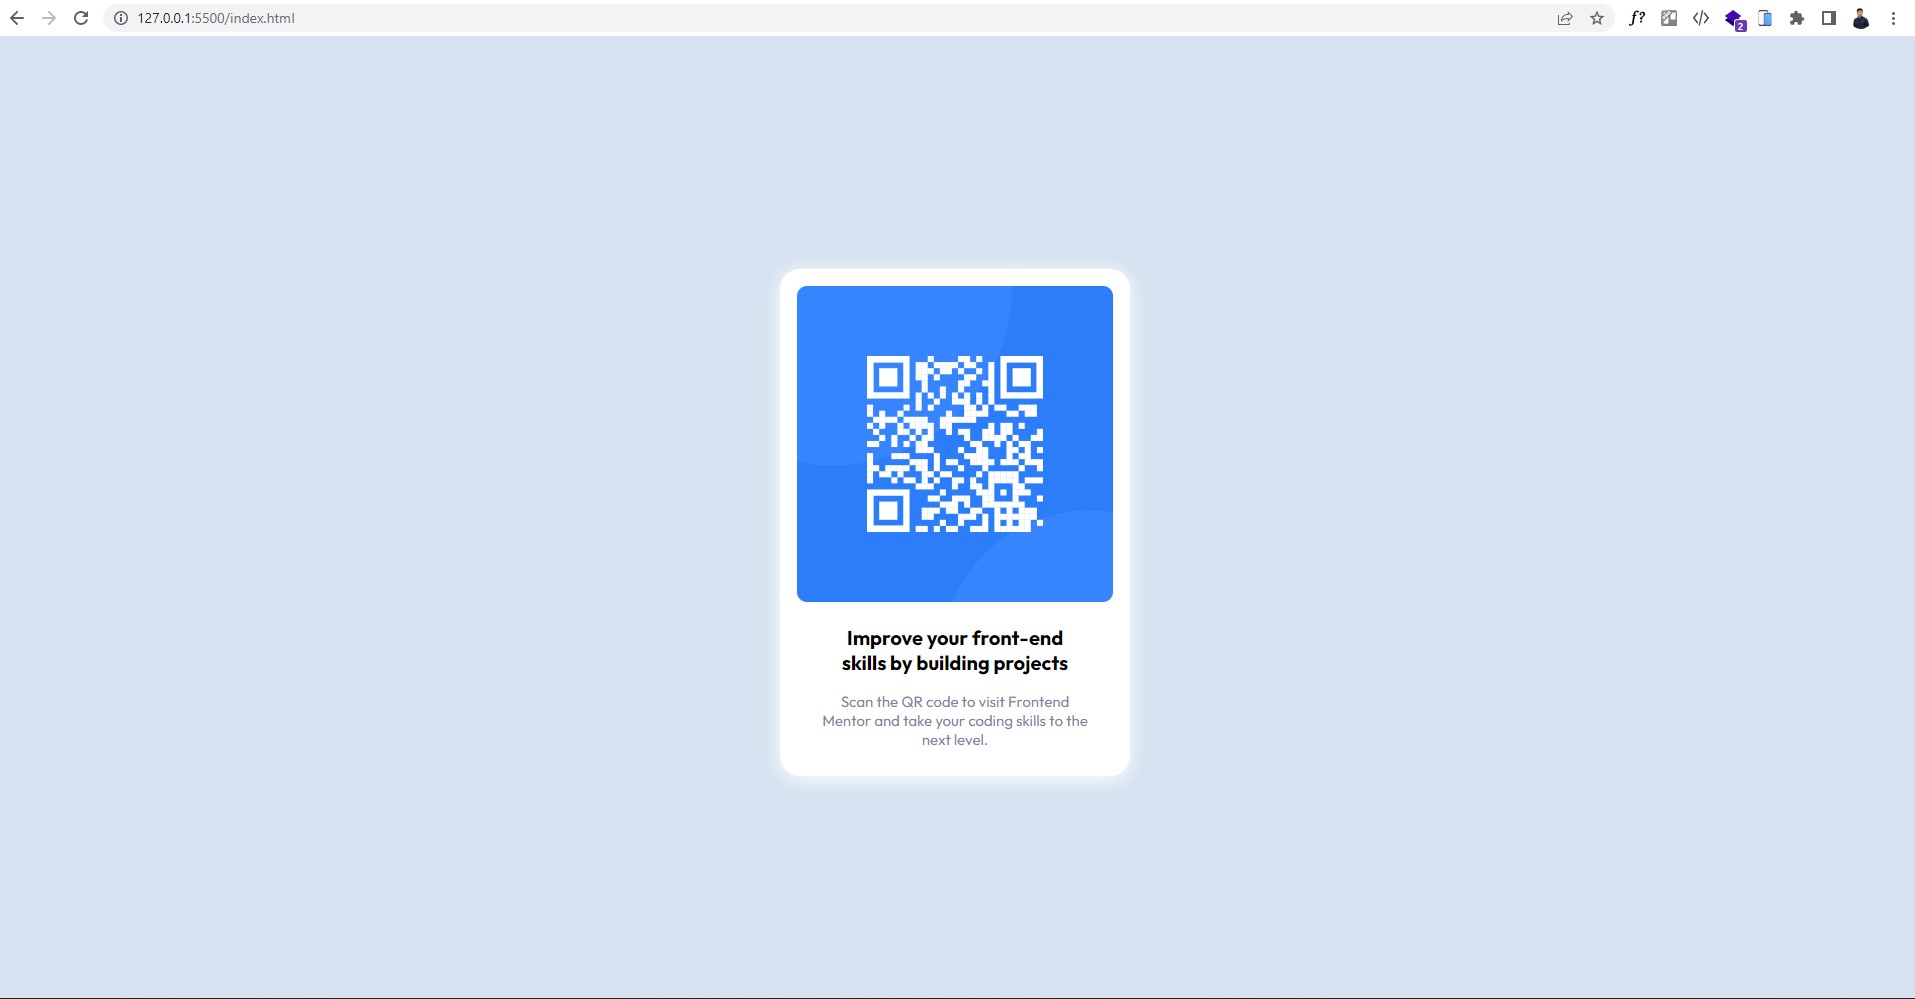 127.0.0.1:5500/index.html
f?
2
Improve your front-end
skills by building projects
Scan the QR code to visit Frontend
Mentor and take your coding skills to the
next level.